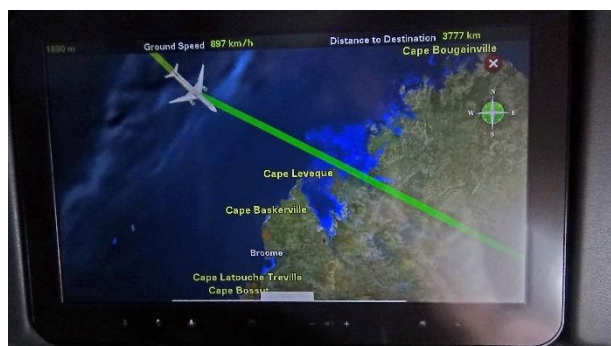 1890 m
Ground Speed 897 km/h
Distance to Destination 3777 km
Cape Bougainville
N
W E
S
Cape Leveque
Cape Baskerville
Broome
Cape Latouche Treville
Cape Bossut